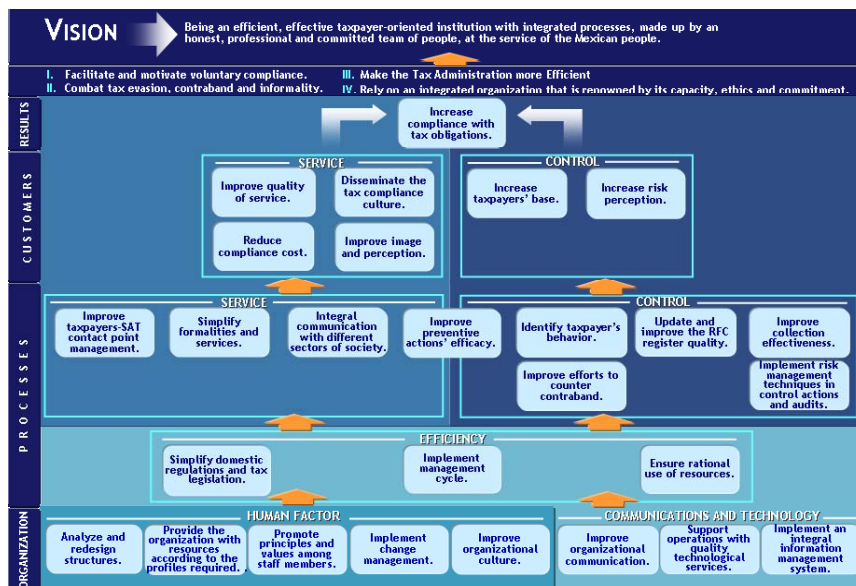 VISION
Being an efficient, effective taxpayer-oriented institution with integrated processes, made up by an
honest, professional and committed team of people, at the service of the Mexican people.
I. Facilitate and motivate voluntary compliance.
II. Combat tax evasion, contraband and informality.
III. Make the Tax Administration more Efficient
IV. Rely on an integrated organization that is renowned by its capacity, ethics and commitment.
RESULTS
Increase
compliance with
tax obligations.
CUSTOMERS
SERVICE
Improve quality
of service.
Disseminate the
tax compliance
culture.
Reduce
compliance cost.
Improve image
and perception.
CONTROL
Increase
taxpayers' base.
Increase risk
perception.
PROCESSES
SERVICE
Improve
taxpayers-SAT
contact point
management.
Simplify
formalities and
services.
Integral
communication
with different
sectors of society.
Improve
preventive
actions' efficacy.
CONTROL
Identify taxpayer's
behavior.
Update and
improve the RFC
register quality.
Improve
collection
effectiveness.
Improve efforts to
counter
contraband.
Implement risk
management
techniques in
control actions
and audits.
EFFICIENCY
Simplify domestic
regulations and tax
legislation.
Implement
management
cycle.
Ensure rational
use of resources.
ORGANIZATION
HUMAN FACTOR
Analyze and
redesign
structures.
Provide the
organization with
resources
according to the
profiles required.
Promote
principles and
values among
staff members.
Implement
change
management.
Improve
organizational
culture.
COMMUNICATIONS AND TECHNOLOGY
Improve
organizational
communication.
Support
operations with
quality
technological
services.
Implement an
integral
information
management
system.